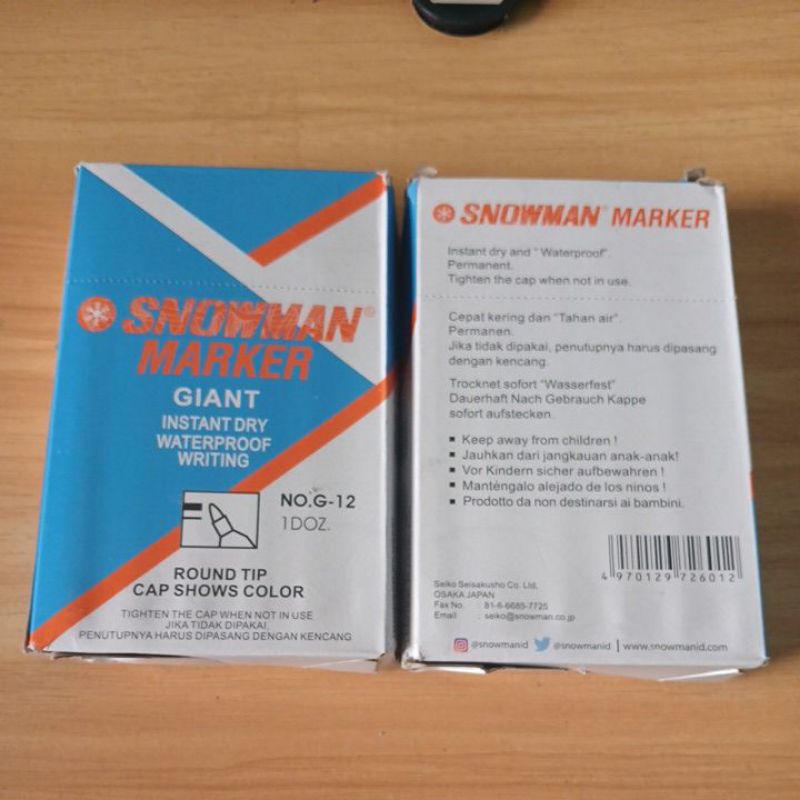 SNOWMAN®
MARKER
GIANT
INSTANT DRY
WATERPROOF
WRITING
NO.G-12
1DOZ.
ROUND TIP
CAP SHOWS COLOR
TIGHTEN THE CAP WHEN NOT IN USE
JIKA TIDAK DIPAKAI,
PENUTUPNYA HARUS DIPASANG DENGAN KENCANG
SNOWMAN® MARKER
Instant dry and “ Waterproof”.
Permanent.
Tighten the cap when not in use.
Cepat kering dan “Tahan air”.
Permanen.
Jika tidak dipakai, penutupnya harus dipasang
dengan kencang.
Trocknet sofort “Wasserfest”
Dauerhaft Nach Gebrauch Kappe
sofort aufstecken.
▪ Keep away from children !
▪ Jauhkan dari jangkauan anak-anak!
▪ Vor Kindern sicher aufbewahren !
▪ Manténgalo alejado de los ninos !
▪ Prodotto da non destinarsi ai bambini.
4 970129 726012
Seiko Seisakusho Co. Ltd,
OSAKA JAPAN
Fax No. : 81-6-6685-7725
Email : seiko@snowman.co.jp
@snowmanid @snowmanid | www.snowmanid.com